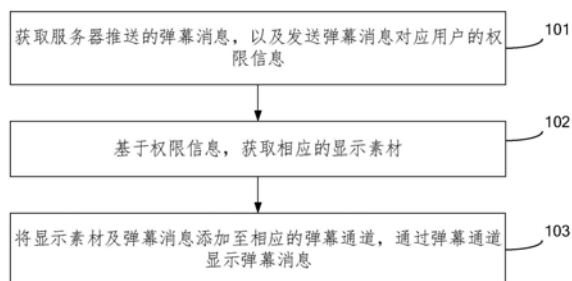 获取服务器推送的弹幕消息，以及发送弹幕消息对应用户的权
限信息
101
基于权限信息，获取相应的显示素材
102
将显示素材及弹幕消息添加至相应的弹幕通道，通过弹幕通道
显示弹幕消息
103